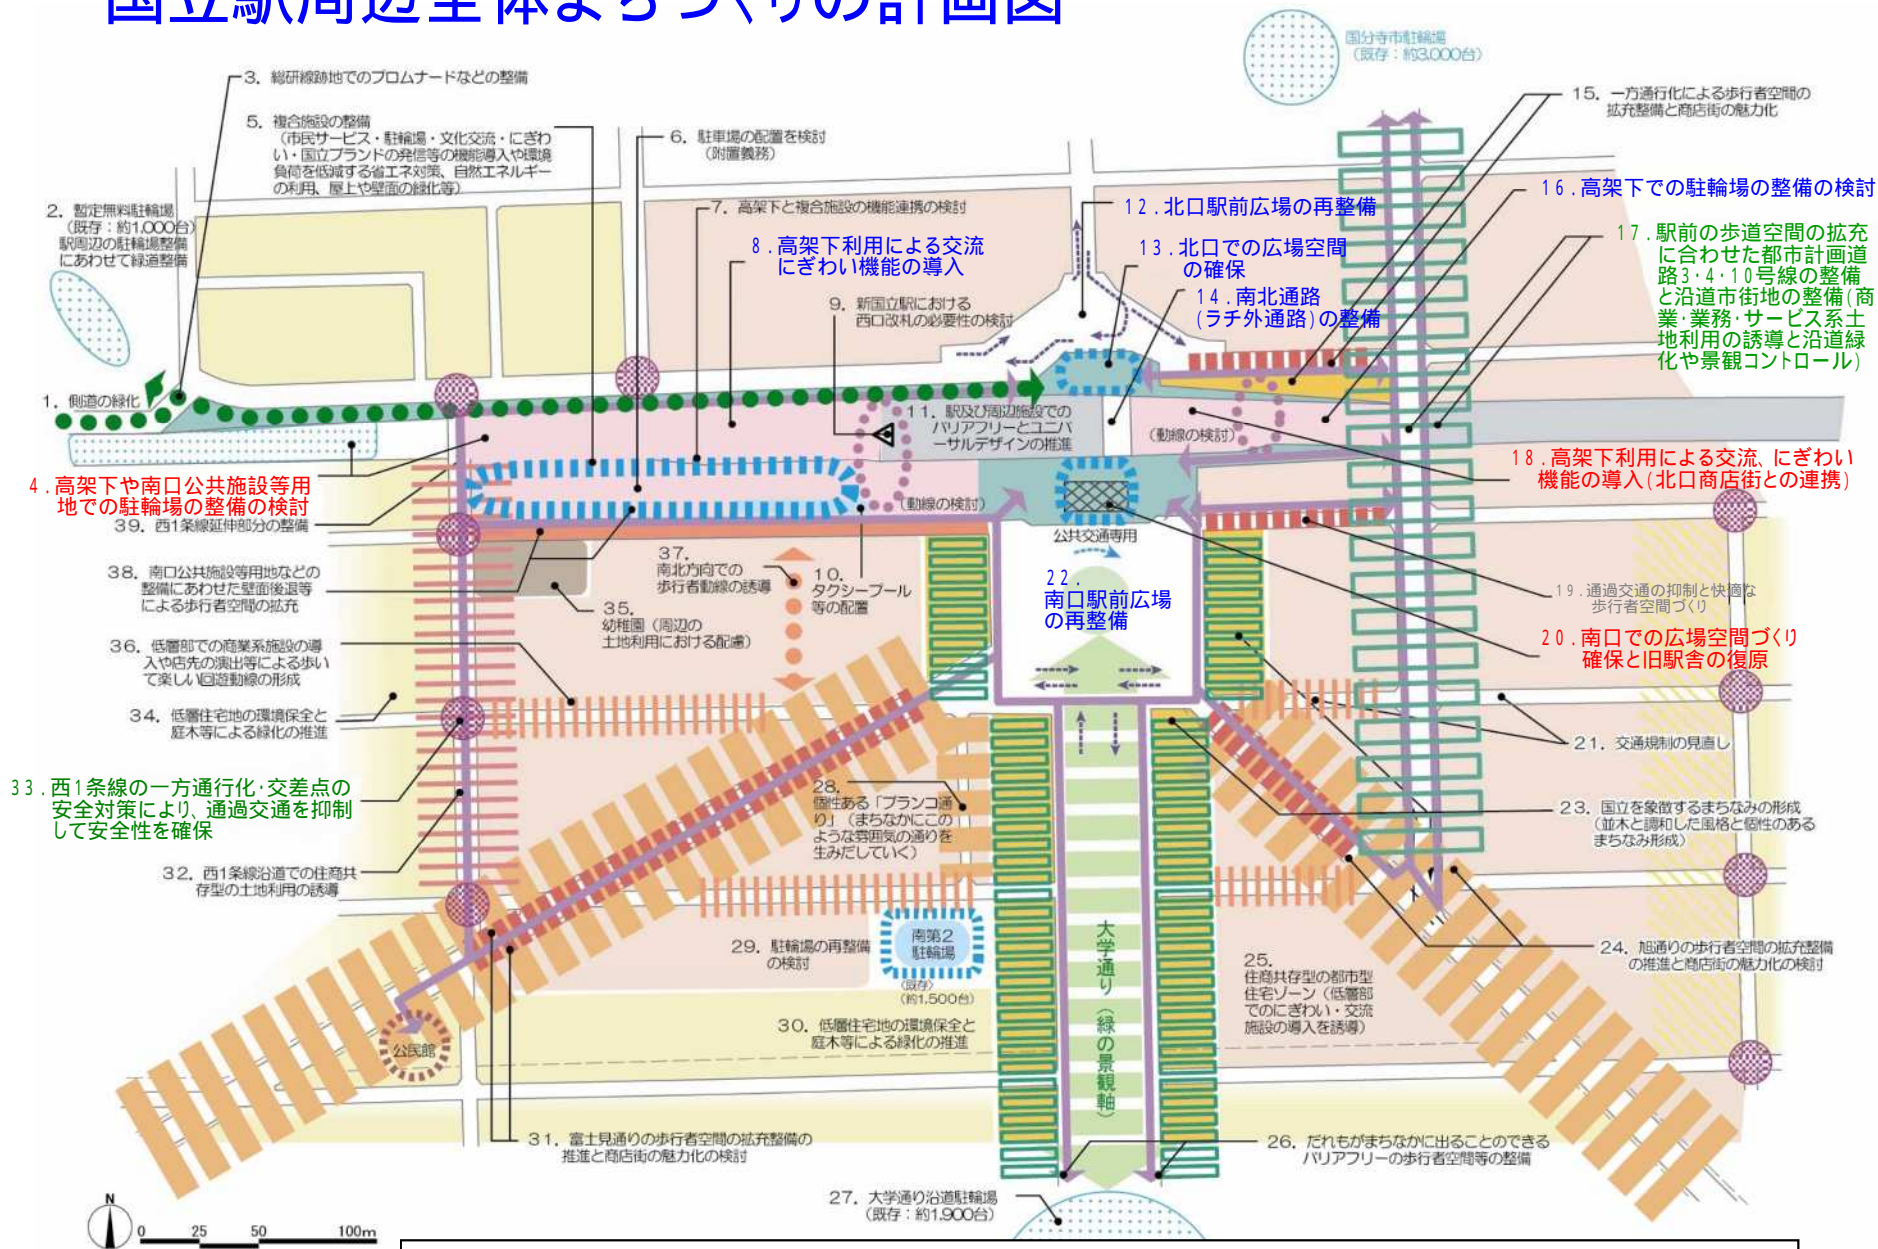 国立駅周辺全体まちづくりの計画図
国分寺市駐輪場
(既存：約3,000台)
3．総研線跡地でのプロムナードなどの整備
5．複合施設の整備
(市民サービス・駐輪場・文化交流・にぎわ
い・国立ブランドの発信等の機能導入や環境
負荷を低減する省エネ対策、自然エネルギー
の利用、屋上や壁面の緑化等)
6．駐車場の配置を検討
(附置義務)
15．一方通行化による歩行者空間の
拡充整備と商店街の魅力化
2．暫定無料駐輪場
(既存：約1,000台)
駅周辺の駐輪場整備
にあわせて緑道整備
7．高架下と複合施設の機能連携の検討
8．高架下利用による交流
にぎわい機能の導入
12．北口駅前広場の再整備
13．北口での広場空間
の確保
14．南北通路
(ラチ外通路)の整備
16．高架下での駐輪場の整備の検討
17．駅前の歩道空間の拡充
に合わせた都市計画道
路3・4・10号線の整備
と沿道市街地の整備(商
業・業務・サービス系土
地利用の誘導と沿道緑
化や景観コントロール)
9．新国立駅における
西口改札の必要性の検討
1．側道の緑化
11．駅及び周辺施設での
バリアフリーとユニバ
ーサルデザインの推進
(動線の検討)
4．高架下や南口公共施設等用
地での駐輪場の整備の検討
18．高架下利用による交流、にぎわい
機能の導入(北口商店街との連携)
39．西1条線延伸部分の整備
(動線の検討)
公共交通専用
38．南口公共施設等用地などの
整備にあわせた壁面後退等
による歩行者空間の拡充
37．
南北方向での
歩行者動線の誘導
10．
タクシープール
等の配置
22．
南口駅前広場
の再整備
19．通過交通の抑制と快適な
歩行者空間づくり
35．
幼稚園(周辺の
土地利用における配慮)
20．南口での広場空間づくり
確保と旧駅舎の復原
36．低層部での商業系施設の導
入や店先の演出等による歩い
て楽しい回遊動線の形成
34．低層住宅地の環境保全と
庭木等による緑化の推進
21．交通規制の見直し
33．西1条線の一方通行化・交差点の
安全対策により、通過交通を抑制
して安全性を確保
28．
個性ある「ブランコ通
り」(まちなかにこの
ような雰囲気の通りを
生みだしていく)
23．国立を象徴するまちなみの形成
(並木と調和した風格と個性のある
まちなみ形成)
32．西1条線沿道での住商共
存型の土地利用の誘導
29．駐輪場の再整備
の検討
南第2
駐輪場
(既存)
(約1,500台)
大学通り(緑の景観軸)
25．
住商共存型の都市型
住宅ゾーン(低層部
でのにぎわい・交流
施設の導入を誘導)
24．旭通りの歩行者空間の拡充整備
の推進と商店街の魅力化の検討
30．低層住宅地の環境保全と
庭木等による緑化の推進
公民館
31．富士見通りの歩行者空間の拡充整備の
推進と商店街の魅力化の検討
26．だれもがまちなかに出ることのできる
バリアフリーの歩行者空間等の整備
27．大学通り沿道駐輪場
(既存：約1,900台)
N
0 25 50 100m